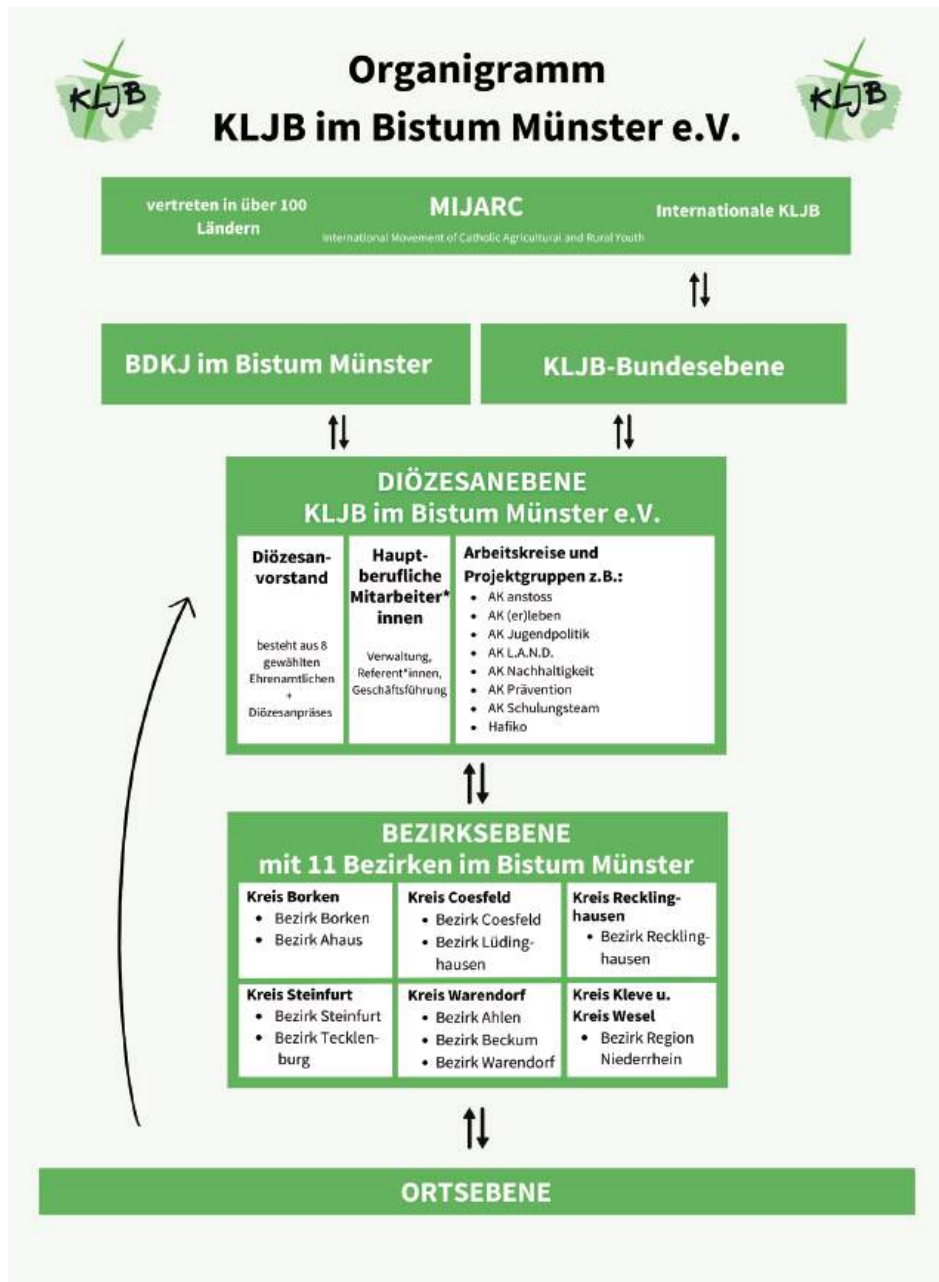 KLJB
KLJB
Organigramm
KLJB im Bistum Münster e.V.
vertreten in über 100
Ländern
MIJARC
International Movement of Catholic Agricultural and Rural Youth
Internationale KLJB
BDKJ im Bistum Münster
KLJB-Bundesebene
DIÖZESANEBENE
KLJB im Bistum Münster e.V.
Diözesan-
vorstand
besteht aus 8
gewählten
Ehrenamtlichen
+
Diözesanpräses
Haupt-
berufliche
Mitarbeiter*
innen
Verwaltung,
Referent*innen,
Geschäftsführung
Arbeitskreise und
Projektgruppen z.B.:
• AK anstoss
• AK (er)leben
• AK Jugendpolitik
• AK L.A.N.D.
• AK Nachhaltigkeit
• AK Prävention
• AK Schulungsteam
• Hafiko
BEZIRKSEBENE
mit 11 Bezirken im Bistum Münster
Kreis Borken
• Bezirk Borken
• Bezirk Ahaus
Kreis Coesfeld
• Bezirk Coesfeld
• Bezirk Lüding-
hausen
Kreis Reckling-
hausen
• Bezirk Reckling-
hausen
Kreis Steinfurt
• Bezirk Steinfurt
• Bezirk Tecklen-
burg
Kreis Warendorf
• Bezirk Ahlen
• Bezirk Beckum
• Bezirk Warendorf
Kreis Kleve u.
Kreis Wesel
• Bezirk Region
Niederrhein
ORTSEBENE